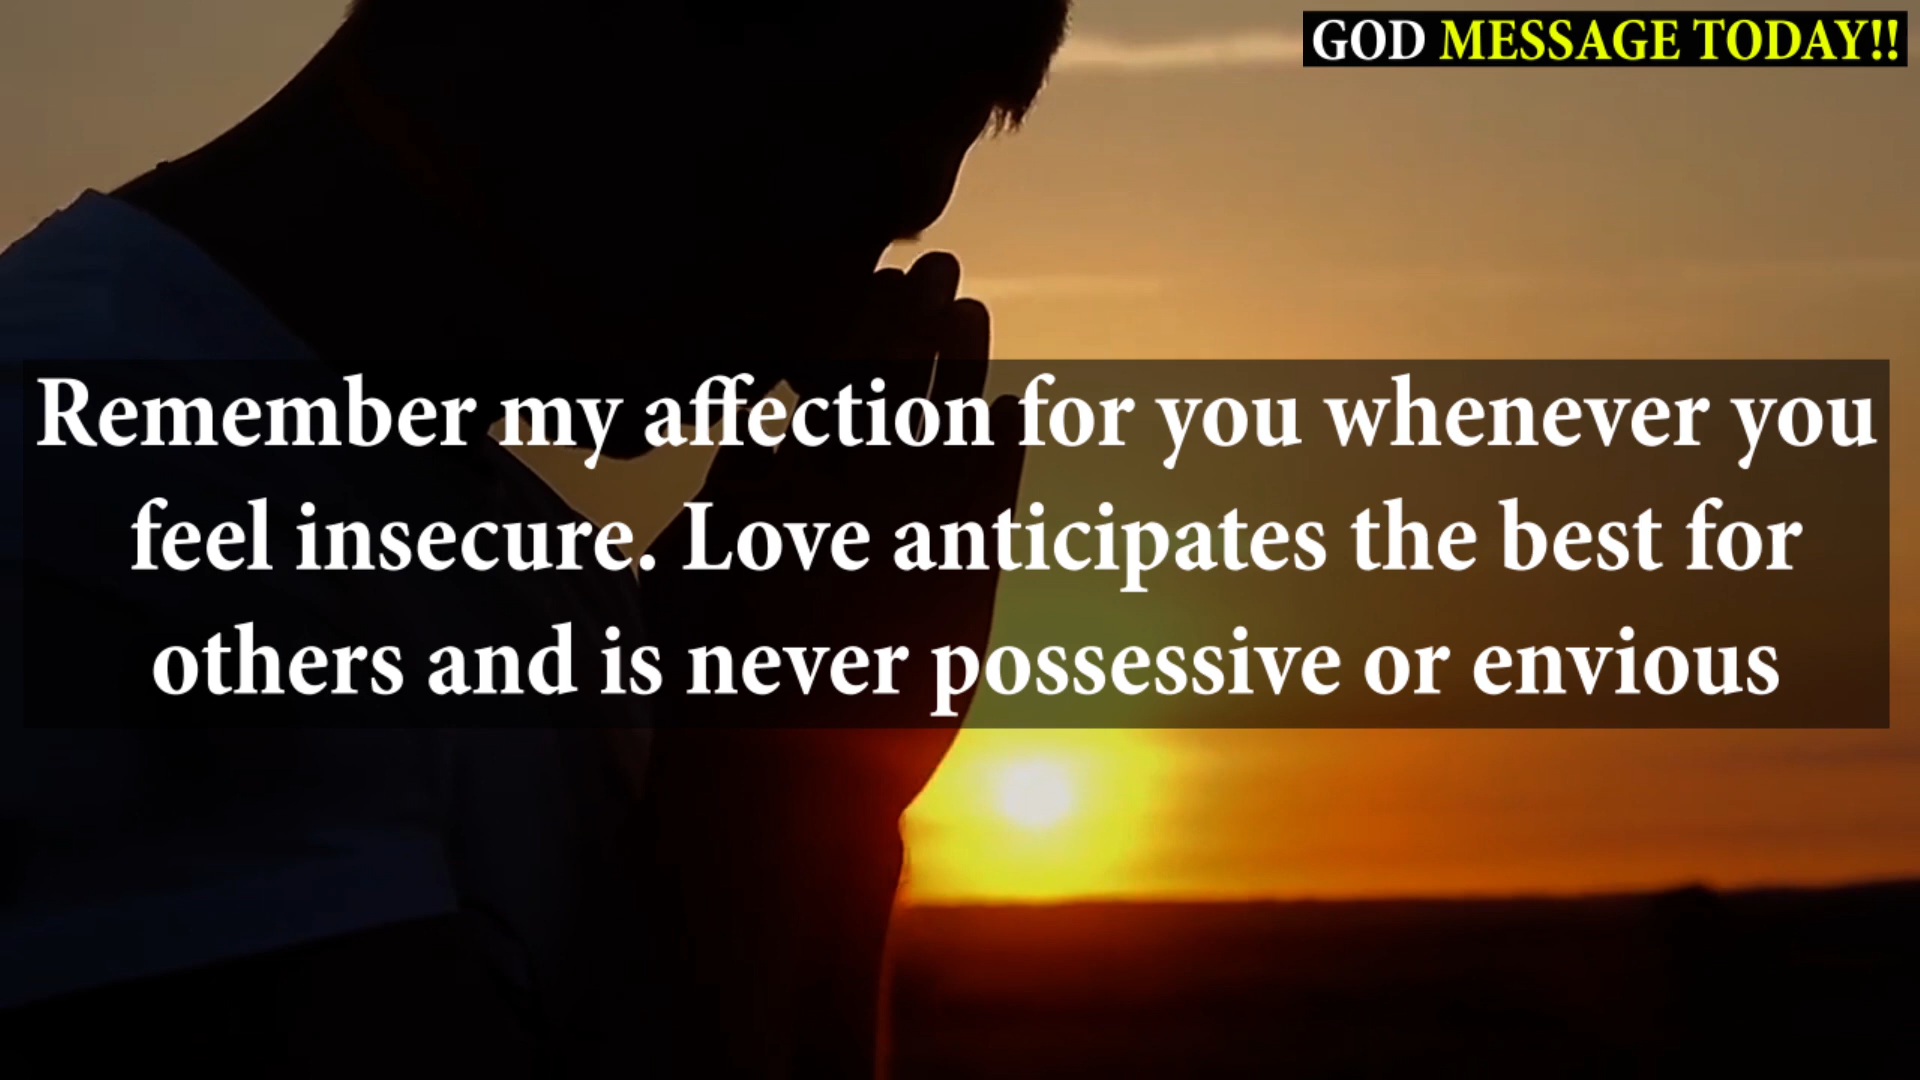 GOD MESSAGE TODAY!!
Remember my affection for you whenever you
feel insecure. Love anticipates the best for
others and is never possessive or envious